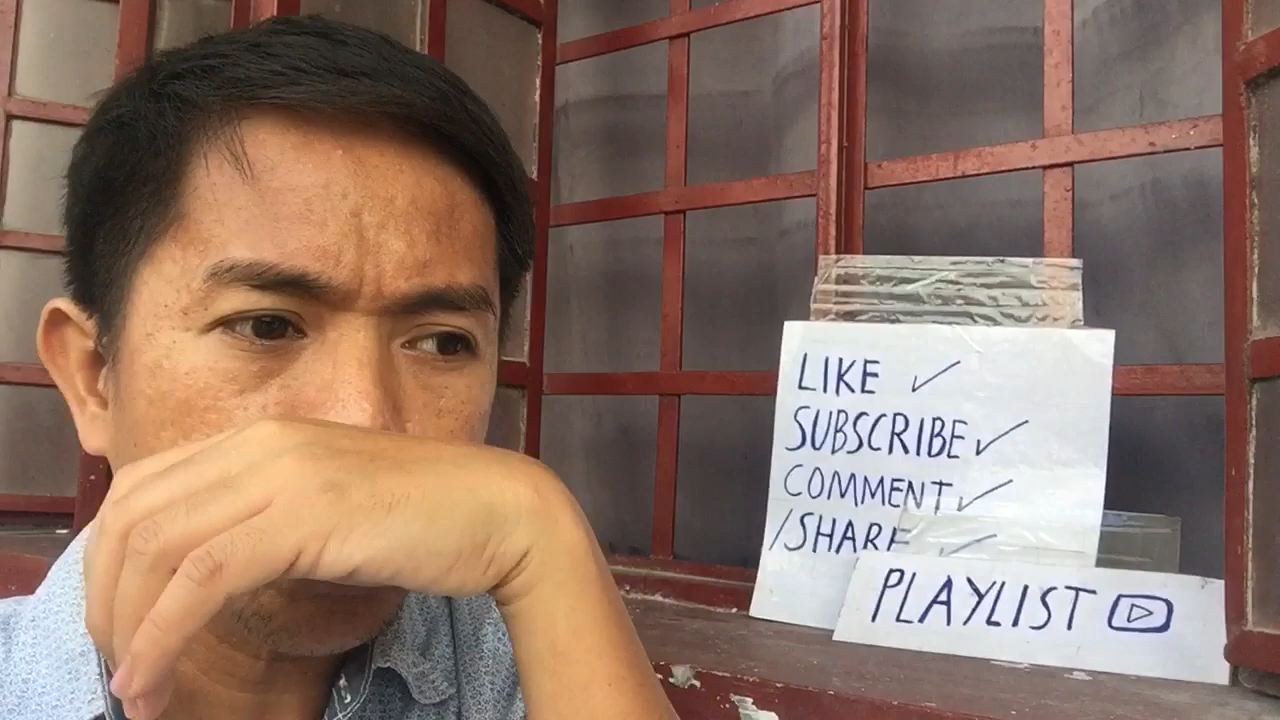 LIKE ✓
SUBSCRIBE ✓
COMMENT ✓
/SHARE ✓
PLAYLIST